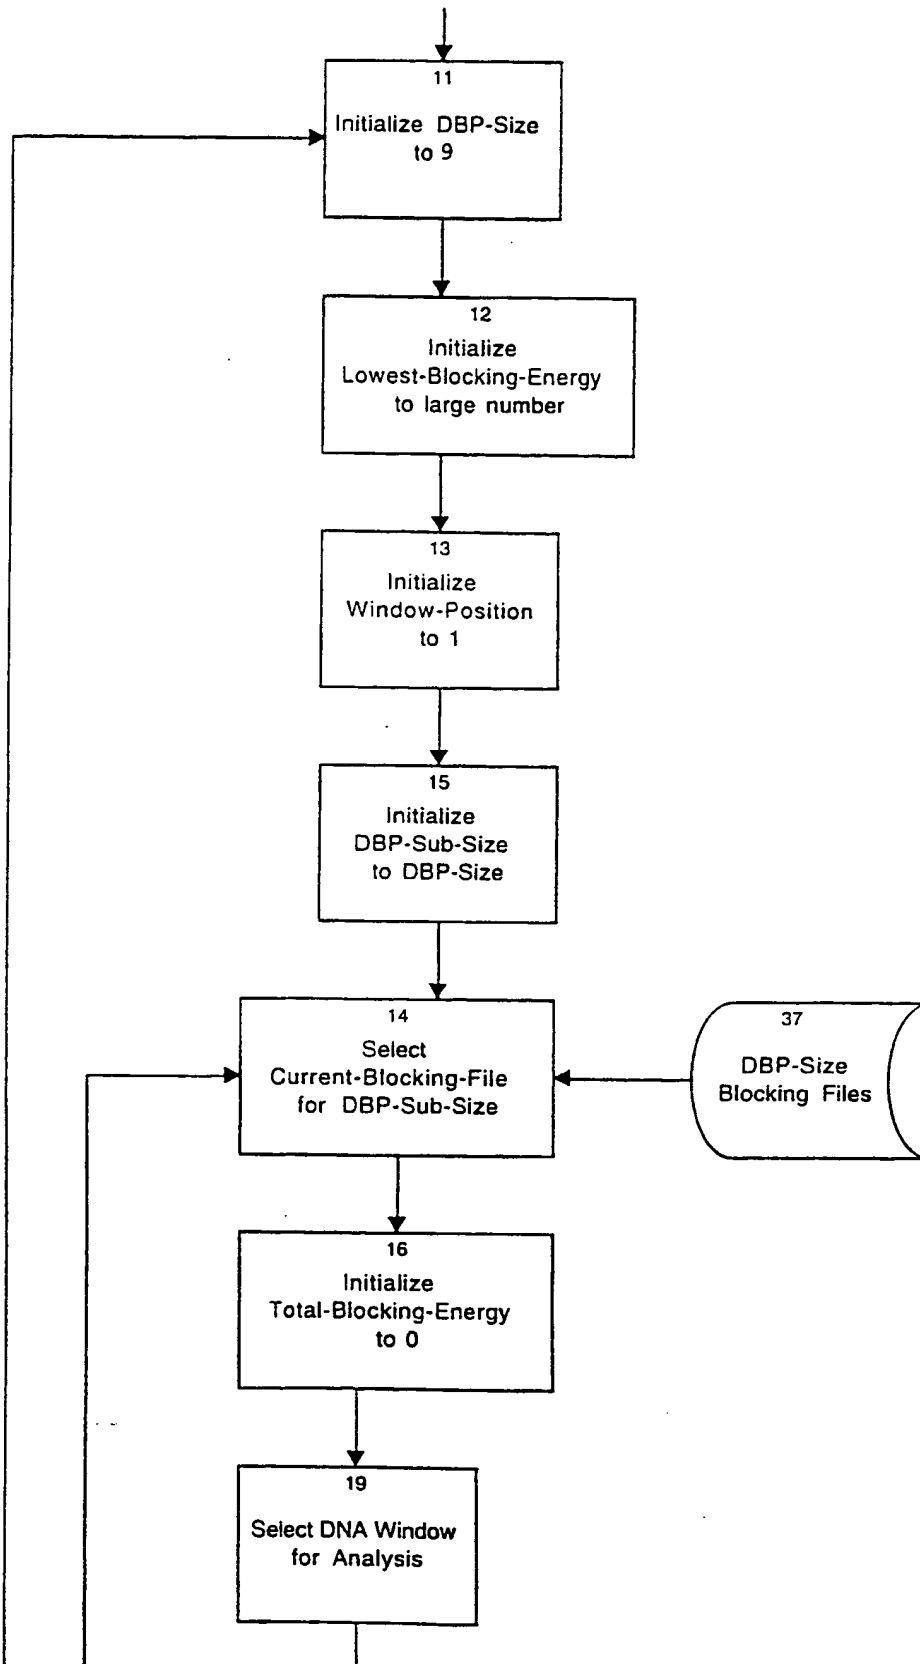 11
Initialize DBP-Size
to 9
12
Initialize
Lowest-Blocking-Energy
to large number
13
Initialize
Window-Position
to 1
15
Initialize
DBP-Sub-Size
to DBP-Size
14
Select
Current-Blocking-File
for DBP-Sub-Size
37
DBP-Size
Blocking Files
16
Initialize
Total-Blocking-Energy
to 0
19
Select DNA Window
for Analysis